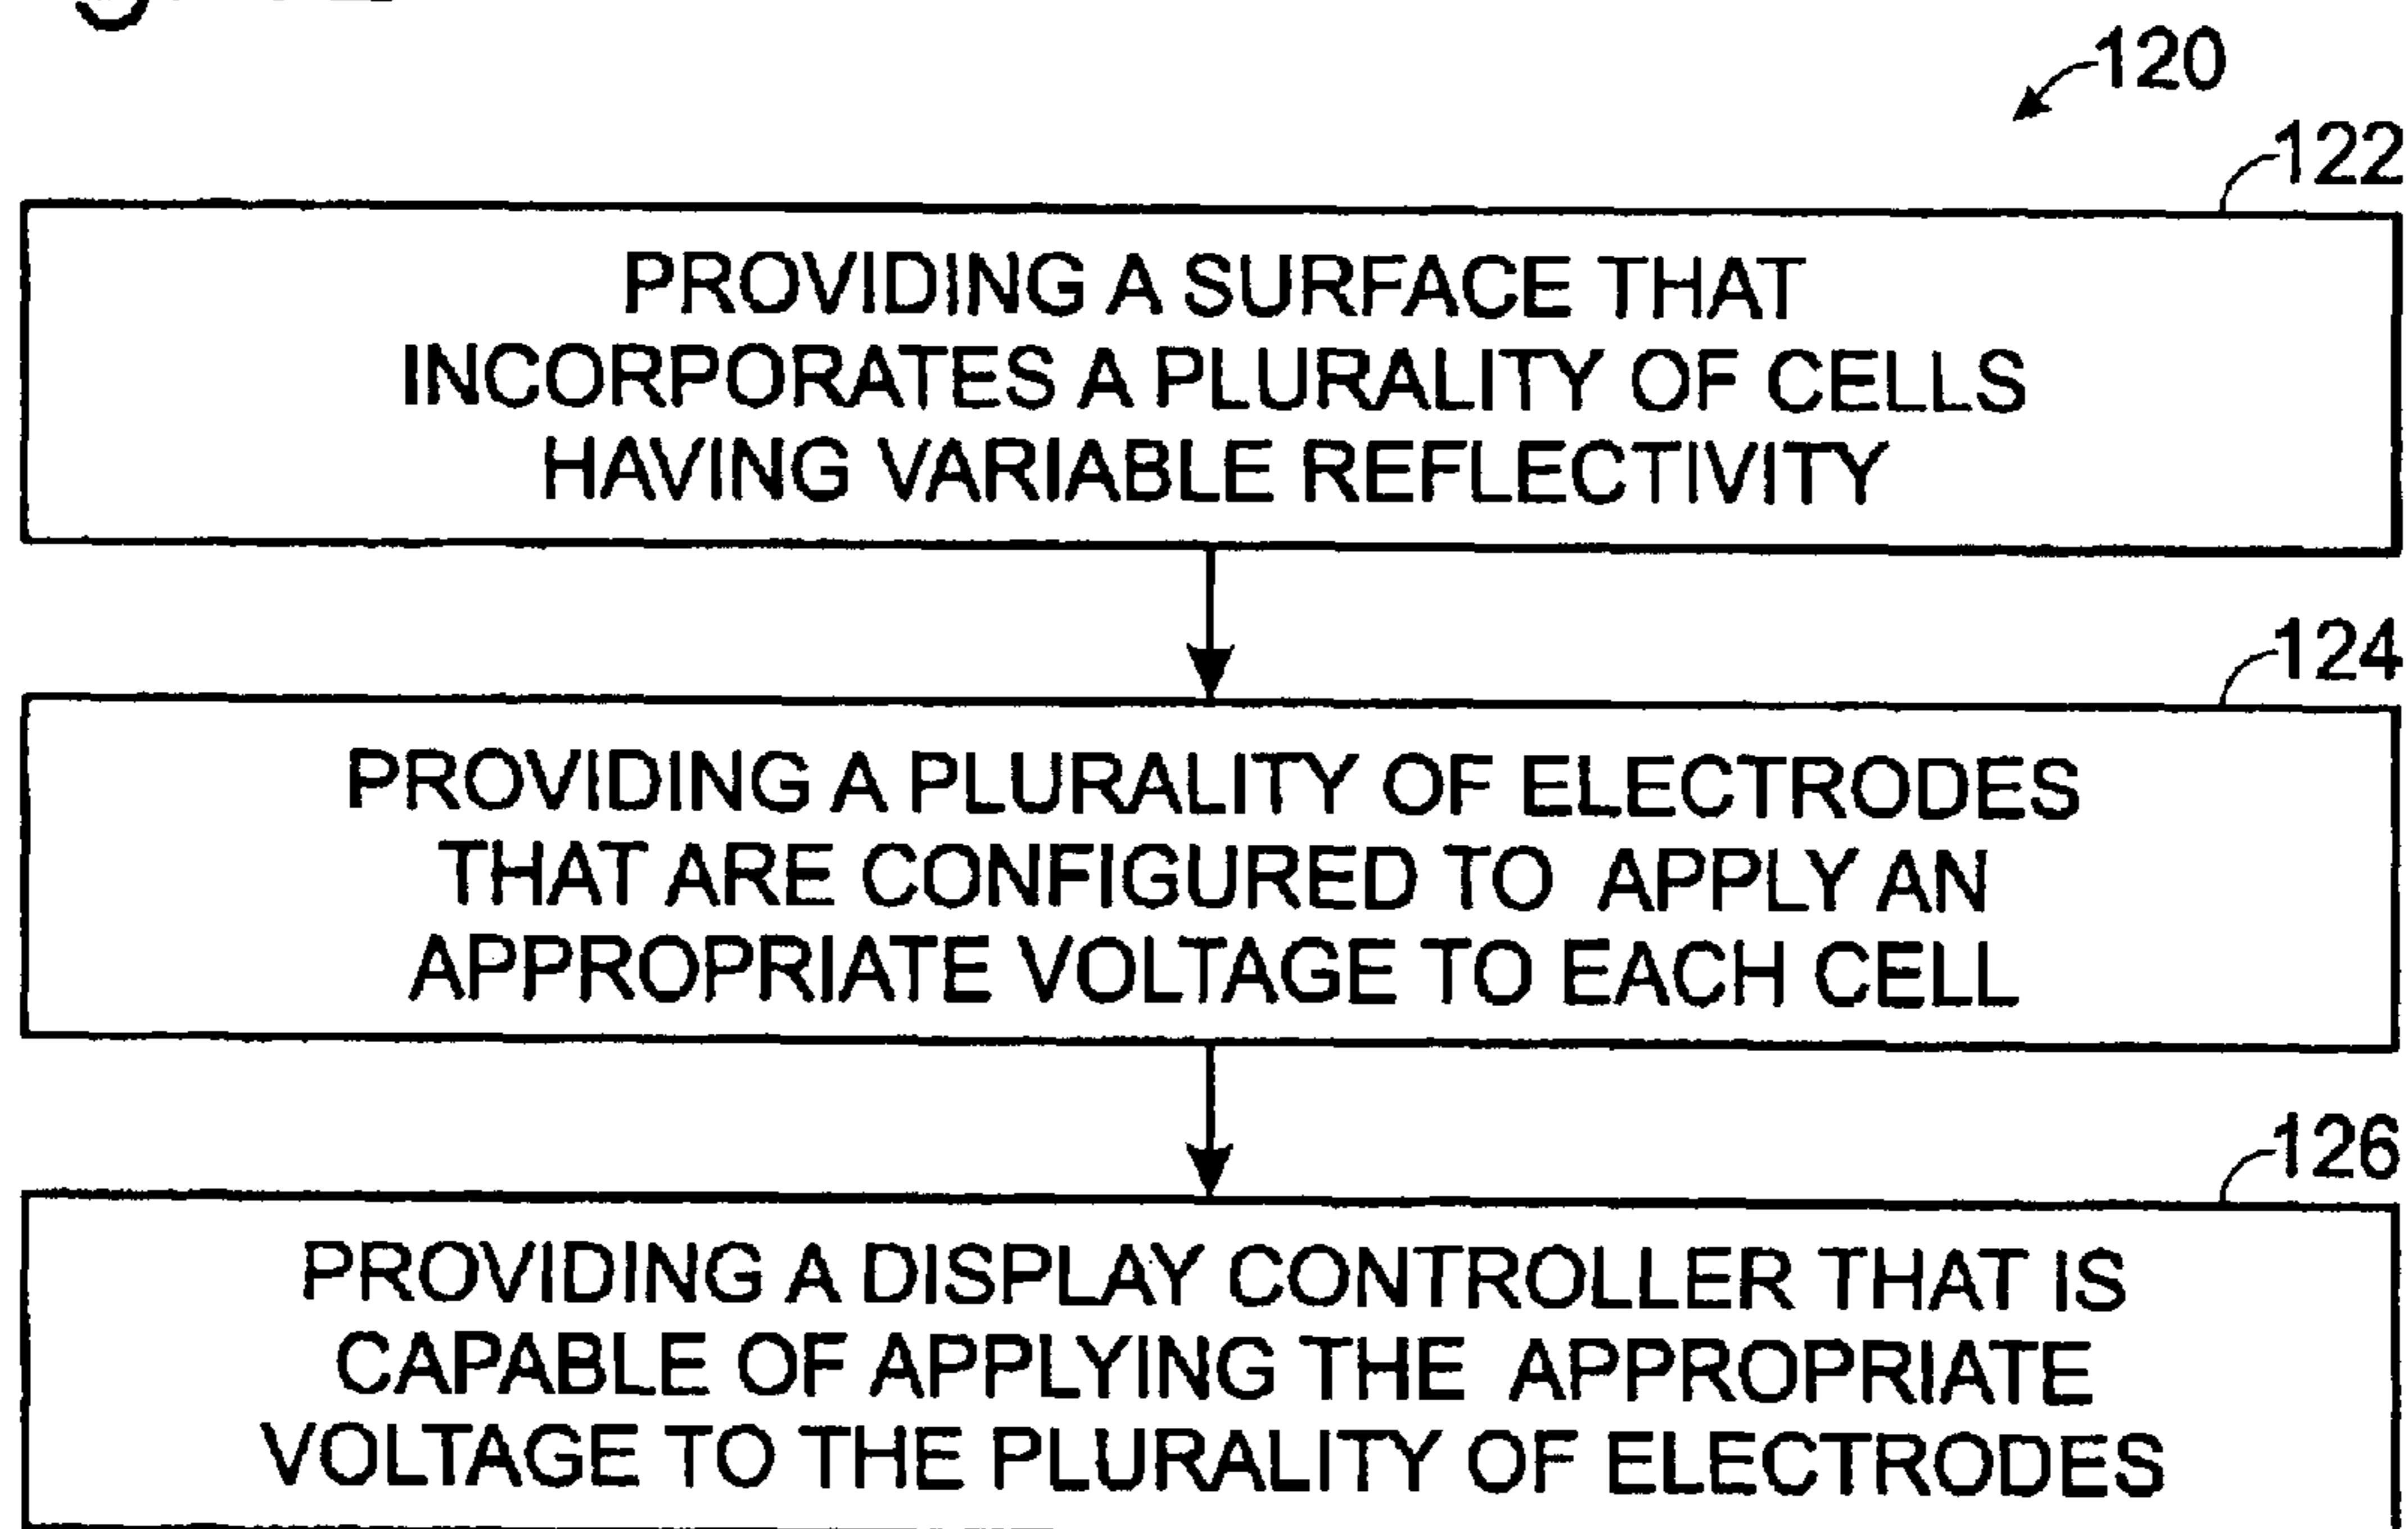 120
122
PROVIDING A SURFACE THAT
INCORPORATES A PLURALITY OF CELLS
HAVING VARIABLE REFLECTIVITY
124
PROVIDING A PLURALITY OF ELECTRODES
THAT ARE CONFIGURED TO APPLY AN
APPROPRIATE VOLTAGE TO EACH CELL
126
PROVIDING A DISPLAY CONTROLLER THAT IS
CAPABLE OF APPLYING THE APPROPRIATE
VOLTAGE TO THE PLURALITY OF ELECTRODES